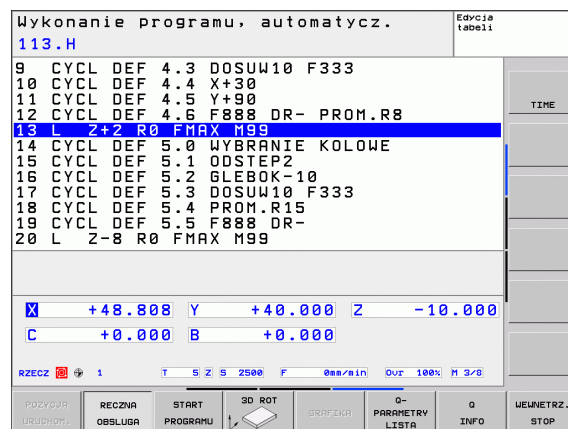 Wykonanie programu, automatycz.
Edycja
tabeli
113.H
9 CYCL DEF 4.3 DOSUW10 F333
10 CYCL DEF 4.4 X+30
11 CYCL DEF 4.5 Y+90
12 CYCL DEF 4.6 F888 DR- PROM.R8
13 L Z+2 R0 FMAX M99
14 CYCL DEF 5.0 WYBRANIE KOLOWE
15 CYCL DEF 5.1 ODSTEP2
16 CYCL DEF 5.2 GLEBOK-10
17 CYCL DEF 5.3 DOSUW10 F333
18 CYCL DEF 5.4 PROM.R15
19 CYCL DEF 5.5 F888 DR-
20 L Z-8 R0 FMAX M99
TIME
X +48.808 Y +40.000 Z -10.000
C +0.000 B +0.000
RZECZ 1 T 5 Z S 2500 F 0mm/min Ovr 100% M 3/8
POZYCJA
URUCHOM.
RECZNA
OBSLUGA
START
PROGRAMU
3D ROT
GRAFIKA
Q-
PARAMETRY
LISTA
Q
INFO
WEWNETRZ.
STOP